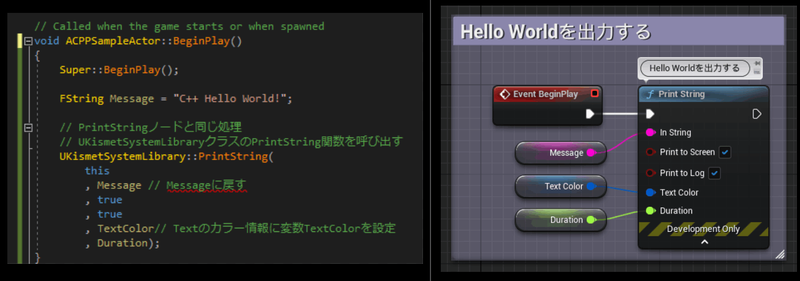 // Called when the game starts or when spawned
void ACPPSampleActor::BeginPlay()
{
Super::BeginPlay();
FString Message = "C++ Hello World!";
// PrintStringノードと同じ処理
// UKismetSystemLibraryクラスのPrintString関数を呼び出す
UKismetSystemLibrary::PrintString(
this
, Message // Messageに戻す
, true
, true
, TextColor// Textのカラー情報に変数TextColorを設定
, Duration);
}
Hello Worldを出力する
Hello Worldを出力する
Event BeginPlay
Print String
In String
Message
Print to Screen
Print to Log
Text Color
Text Color
Duration
Duration
Development Only